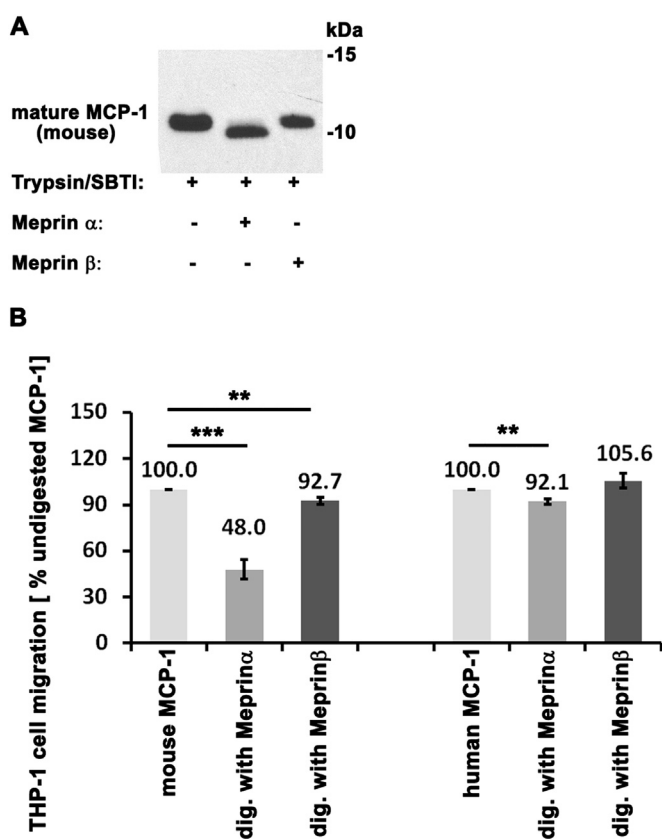 A
kDa
-15
mature MCP-1
(mouse)
-10
Trypsin/SBTI: + + +
Meprin α: - + -
Meprin β: - - +
B
THP-1 cell migration [ % undigested MCP-1]
150
120
90
60
30
0
**
***
100.0
48.0
92.7
**
100.0
92.1
105.6
mouse MCP-1
dig. with Meprinα
dig. with Meprinβ
human MCP-1
dig. with Meprinα
dig. with Meprinβ